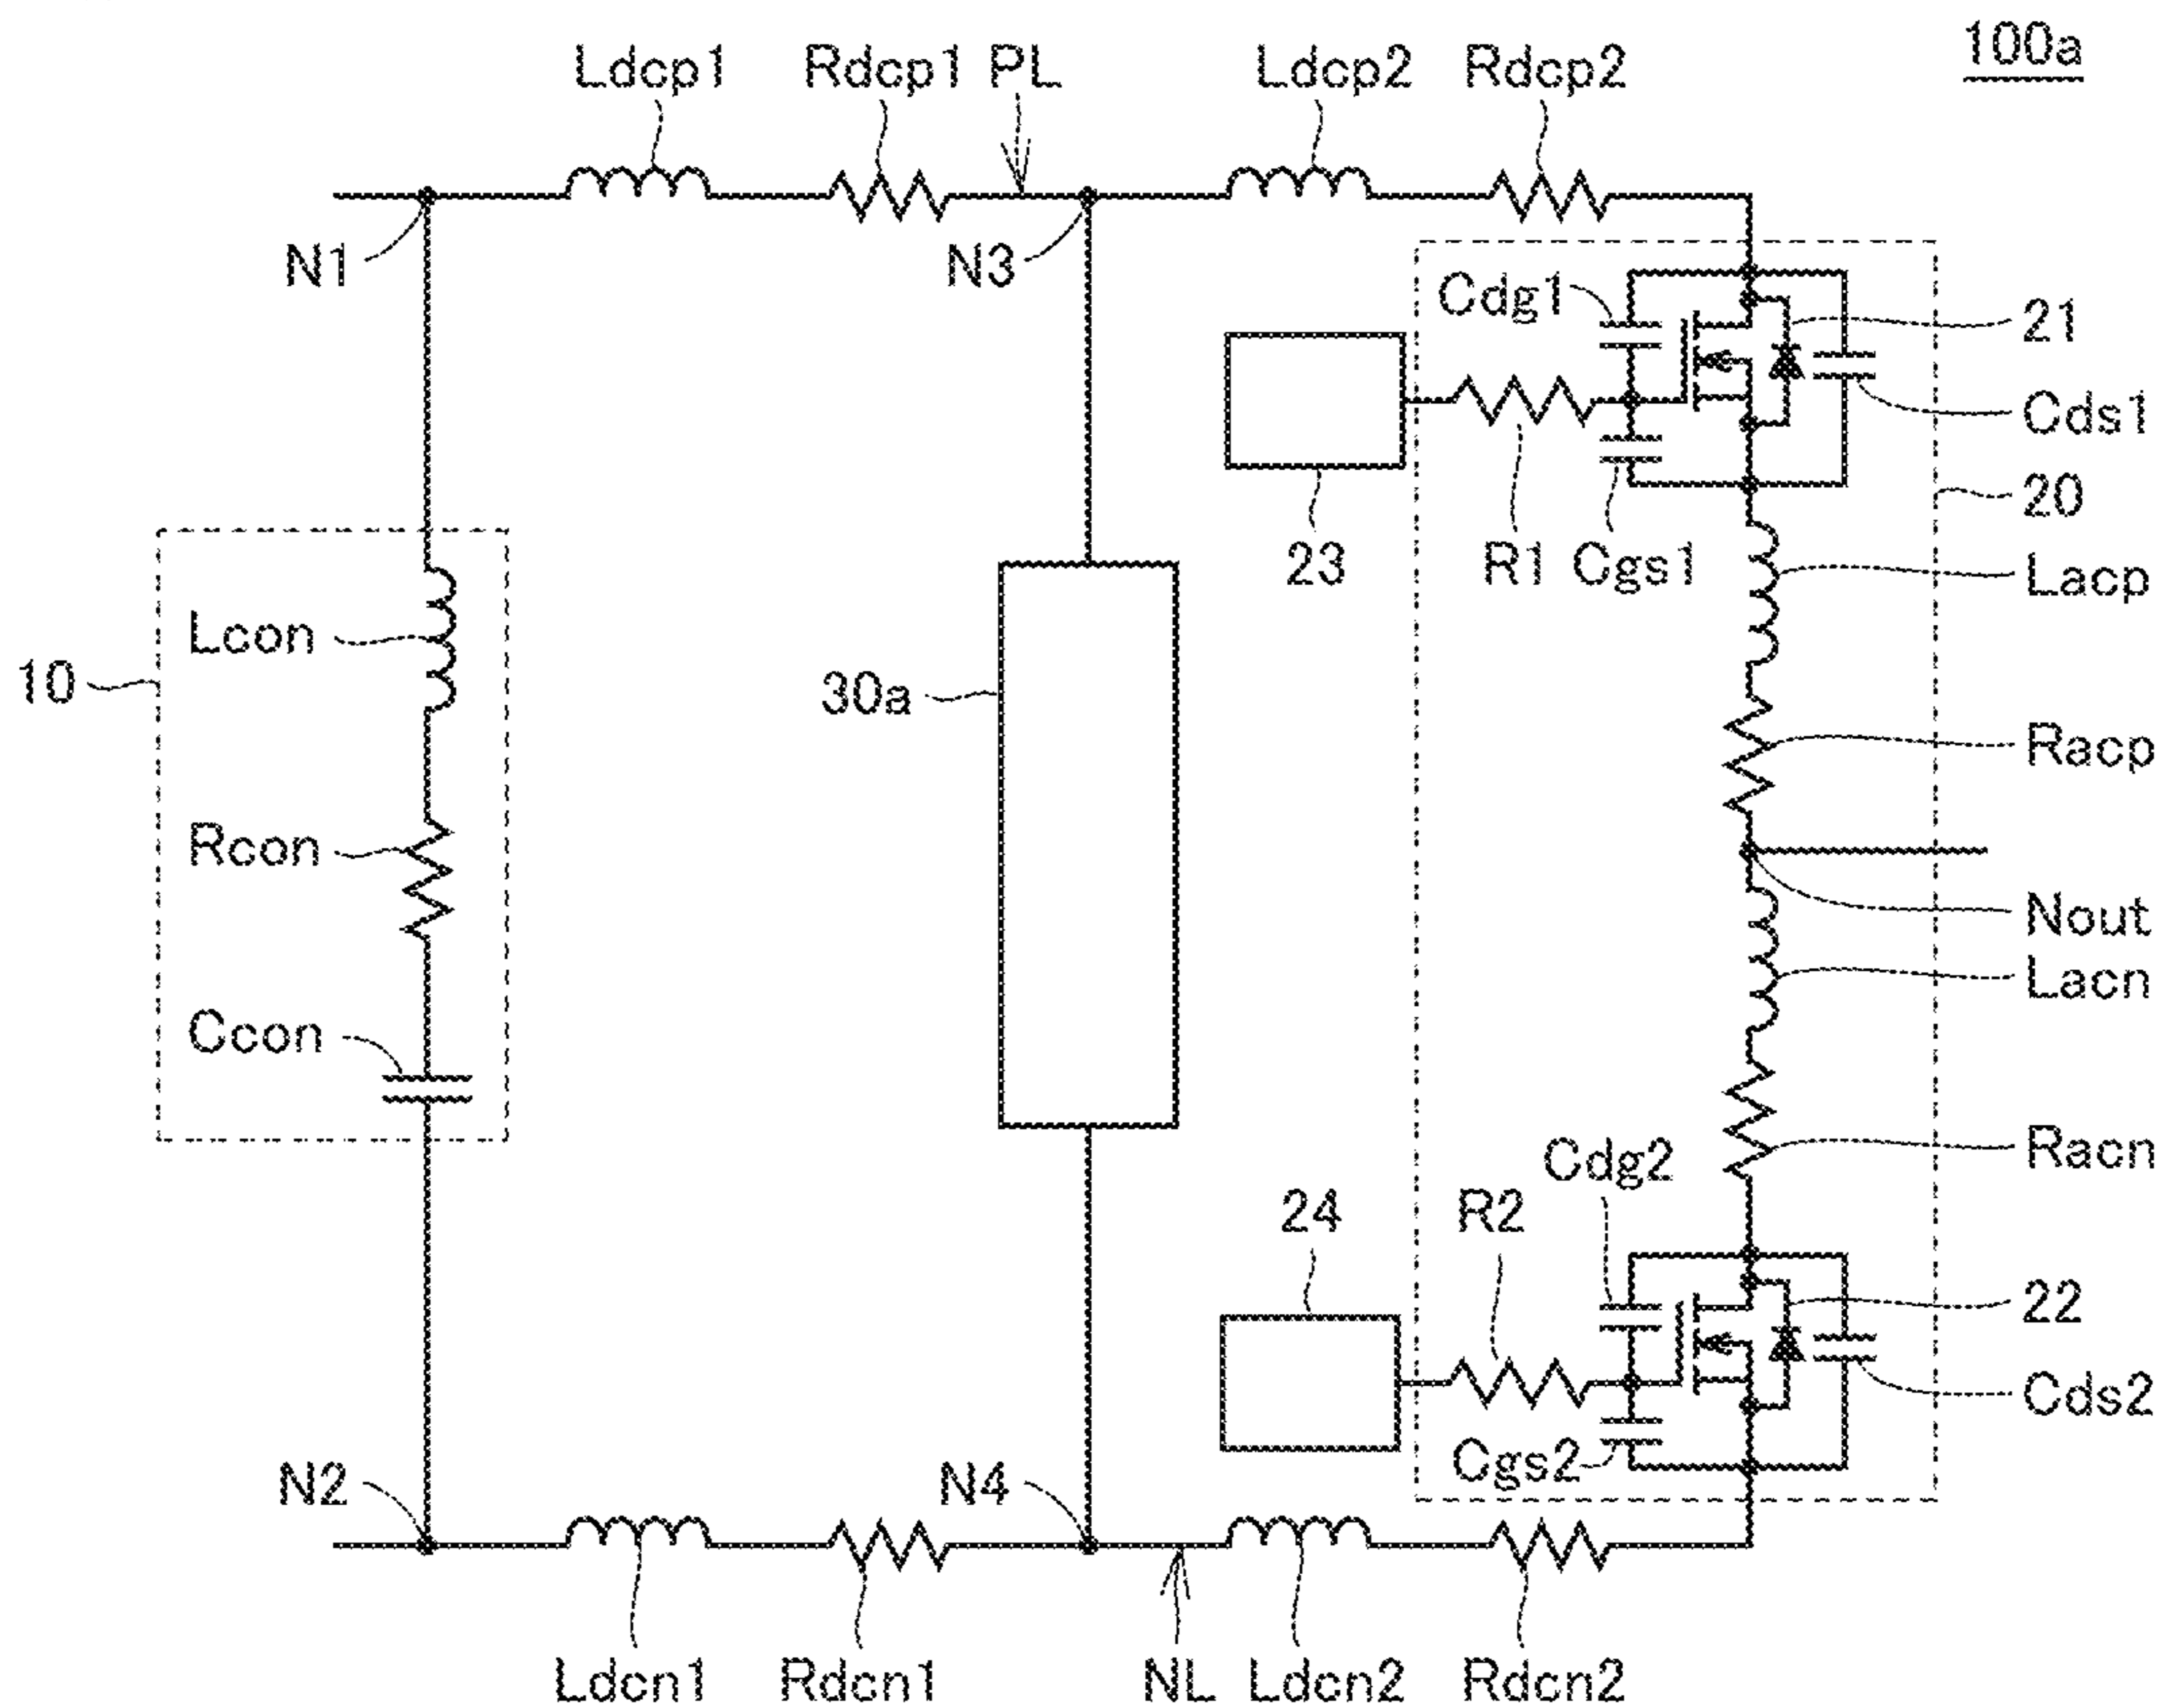 100a
Ldcp1 Rdcp1 PL Ldcp2 Rdcp2
N1 N3 Cdg1 21
Cds1
20
23 R1 Cgs1 Lacp
Lcon
10 30a
Racp
Rcon
Nout
Lacn
Ccon
Racn
Cdg2
24 R2
22
Cds2
Cgs2
N2 N4
Ldcn1 Rdcn1 NL Ldcn2 Rdcn2